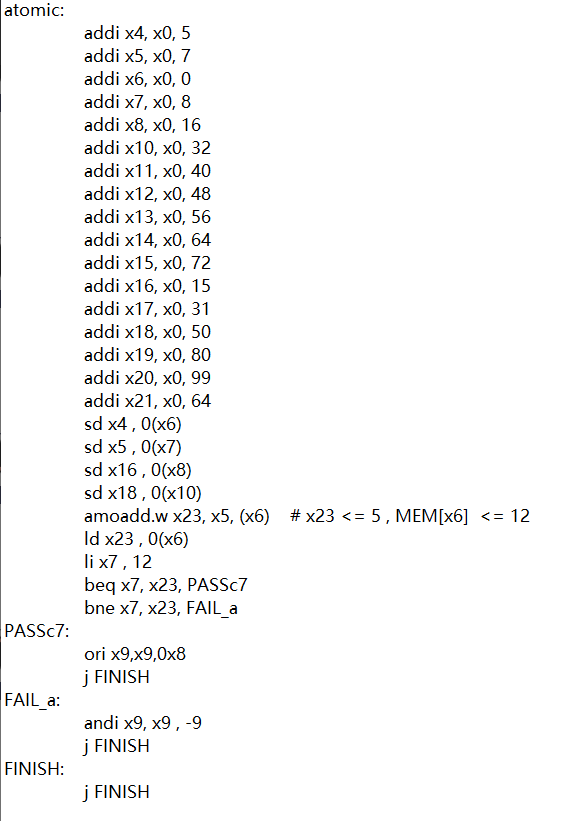 atomic:
addi x4, x0, 5
addi x5, x0, 7
addi x6, x0, 0
addi x7, x0, 8
addi x8, x0, 16
addi x10, x0, 32
addi x11, x0, 40
addi x12, x0, 48
addi x13, x0, 56
addi x14, x0, 64
addi x15, x0, 72
addi x16, x0, 15
addi x17, x0, 31
addi x18, x0, 50
addi x19, x0, 80
addi x20, x0, 99
addi x21, x0, 64
sd x4 , 0(x6)
sd x5 , 0(x7)
sd x16 , 0(x8)
sd x18 , 0(x10)
amoadd.w x23, x5, (x6)    # x23 <= 5 , MEM[x6]  <= 12
ld x23 , 0(x6)
li x7 , 12
beq x7, x23, PASSc7
bne x7, x23, FAIL_a
PASSc7:
ori x9,x9,0x8
j FINISH
FAIL_a:
andi x9, x9 , -9
j FINISH
FINISH:
j FINISH